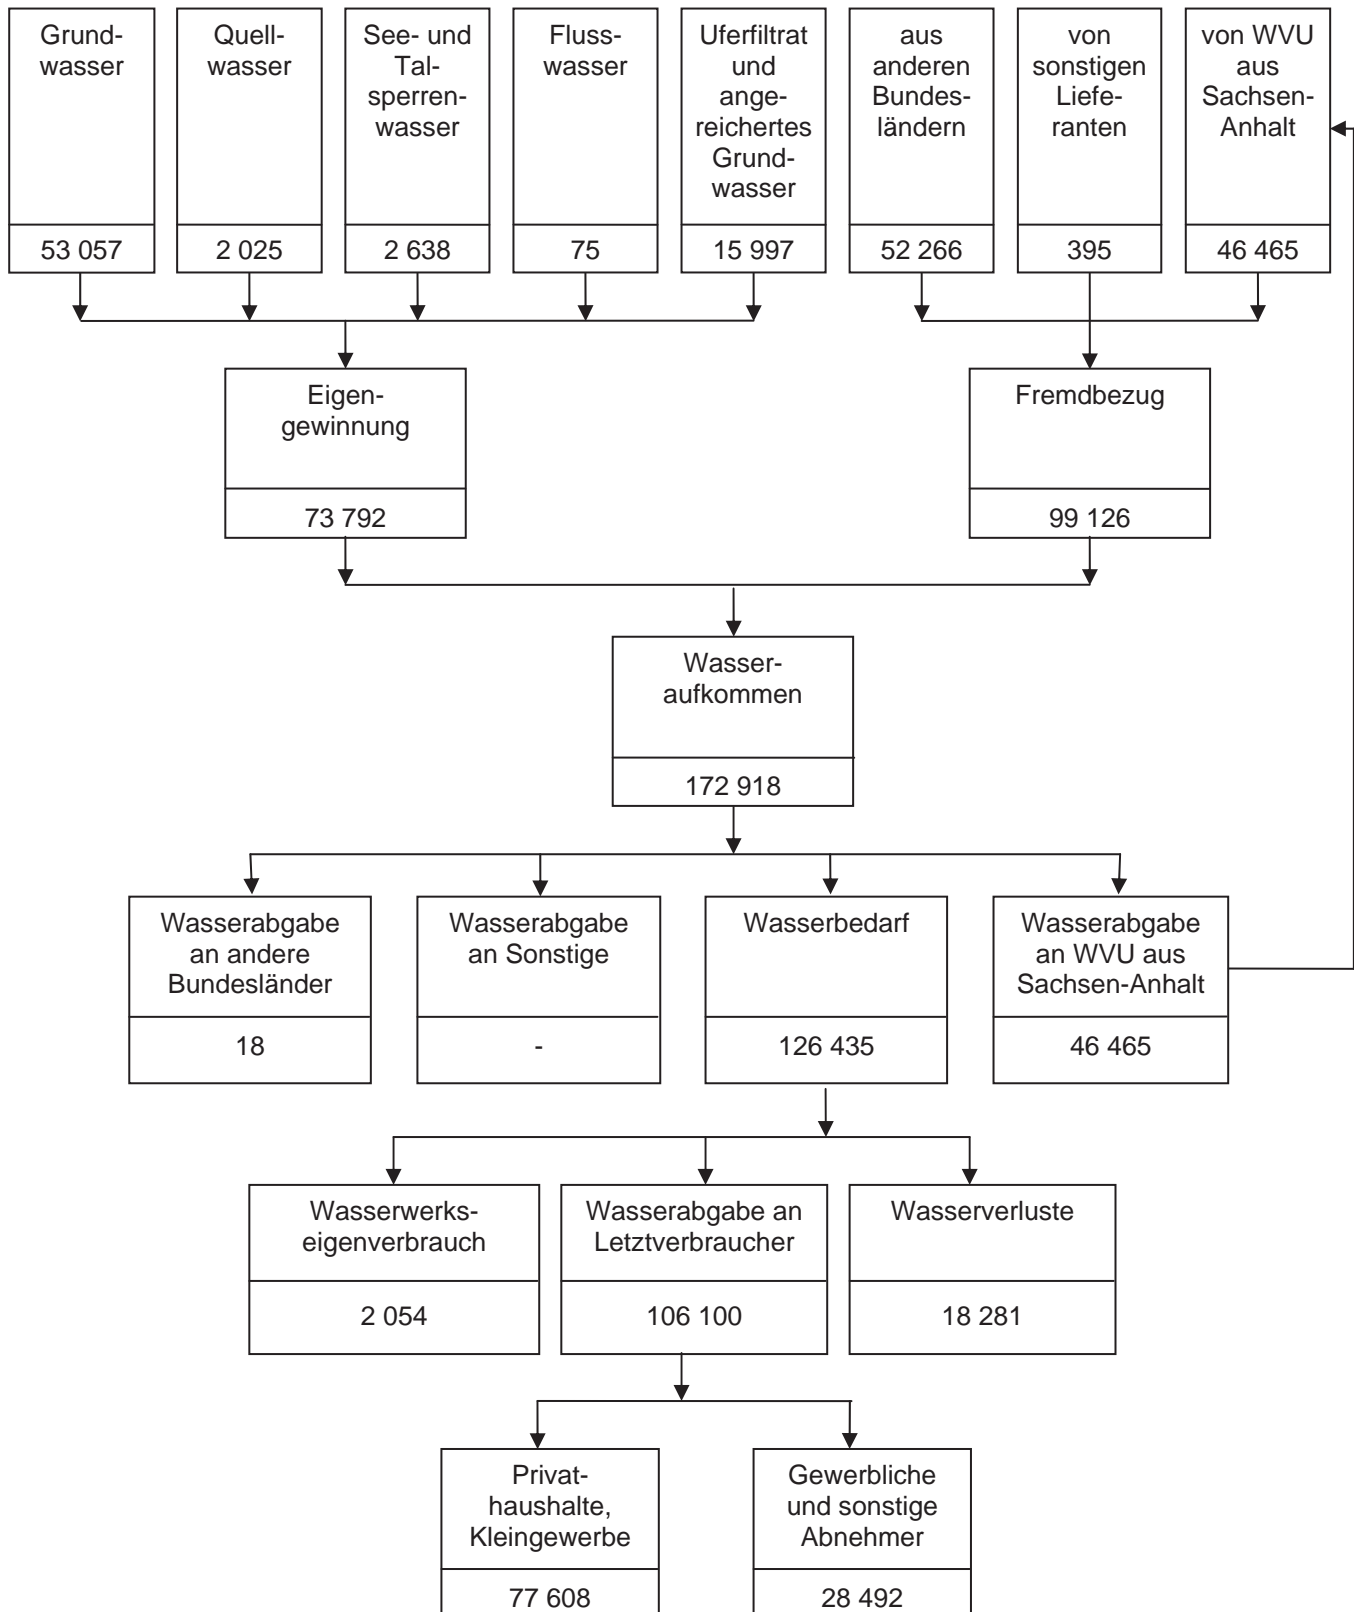 Grund-
wasser
53 057
Quell-
wasser
2 025
See- und
Tal-
sperren-
wasser
2 638
Fluss-
wasser
75
Uferfiltrat
und
ange-
reichertes
Grund-
wasser
15 997
aus
anderen
Bundes-
ländern
52 266
von
sonstigen
Liefe-
ranten
395
von WVU
aus
Sachsen-
Anhalt
46 465
Eigen-
gewinnung
73 792
Fremdbezug
99 126
Wasser-
aufkommen
172 918
Wasserabgabe
an andere
Bundesländer
18
Wasserabgabe
an Sonstige
-
Wasserbedarf
126 435
Wasserabgabe
an WVU aus
Sachsen-Anhalt
46 465
Wasserwerks-
eigenverbrauch
2 054
Wasserabgabe an
Letztverbraucher
106 100
Wasserverluste
18 281
Privat-
haushalte,
Kleingewerbe
77 608
Gewerbliche
und sonstige
Abnehmer
28 492